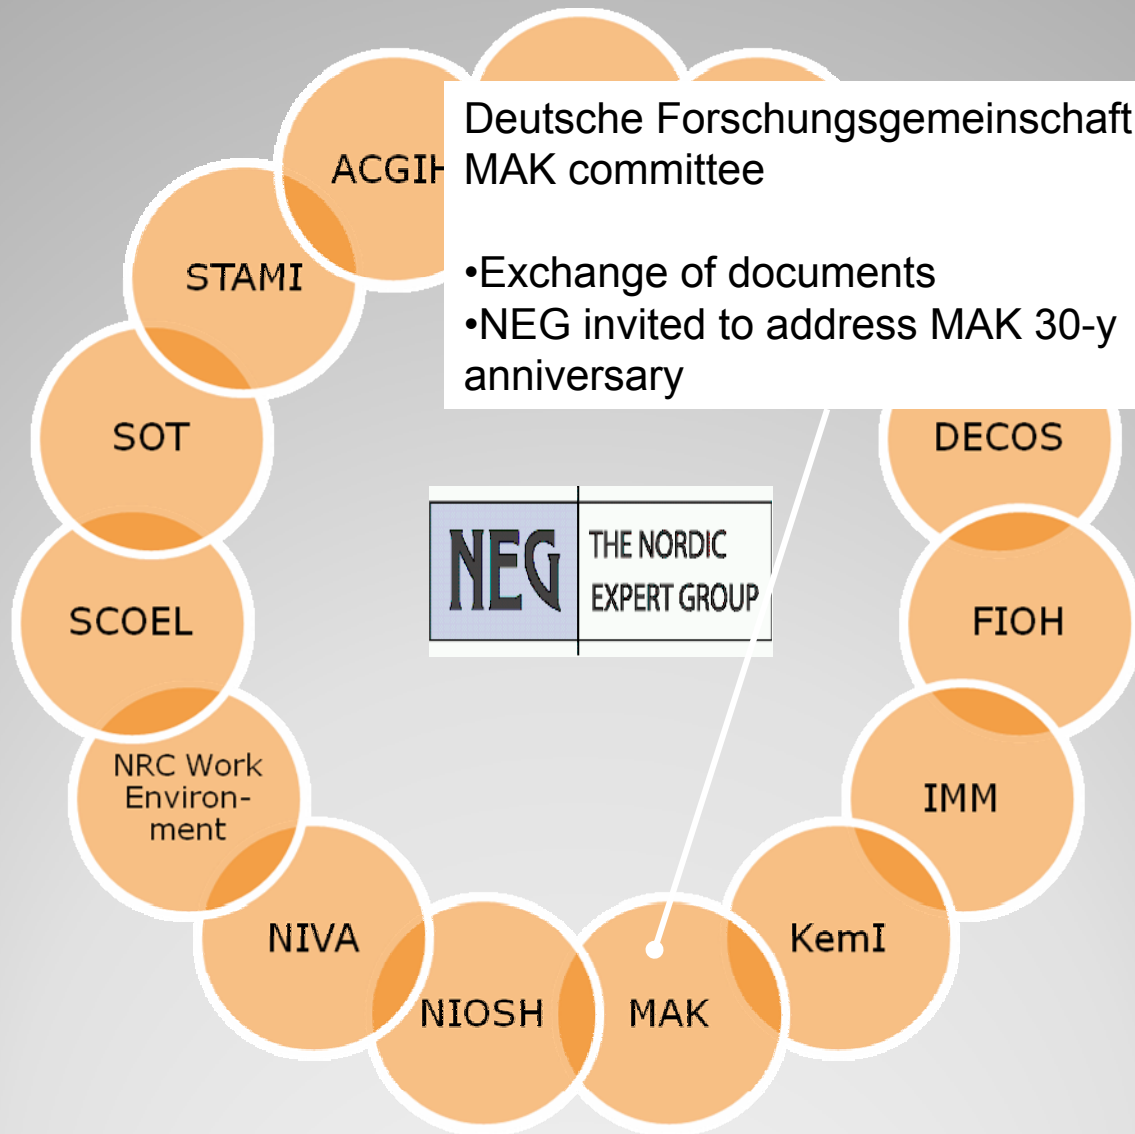 Deutsche Forschungsgemeinschaft
MAK committee
•Exchange of documents
•NEG invited to address MAK 30-y
anniversary
STAMI
SOT
DECOS
NEG
THE NORDIC
EXPERT GROUP
SCOEL
FIOH
NRC Work
Environ-
ment
IMM
NIVA
KemI
NIOSH
MAK